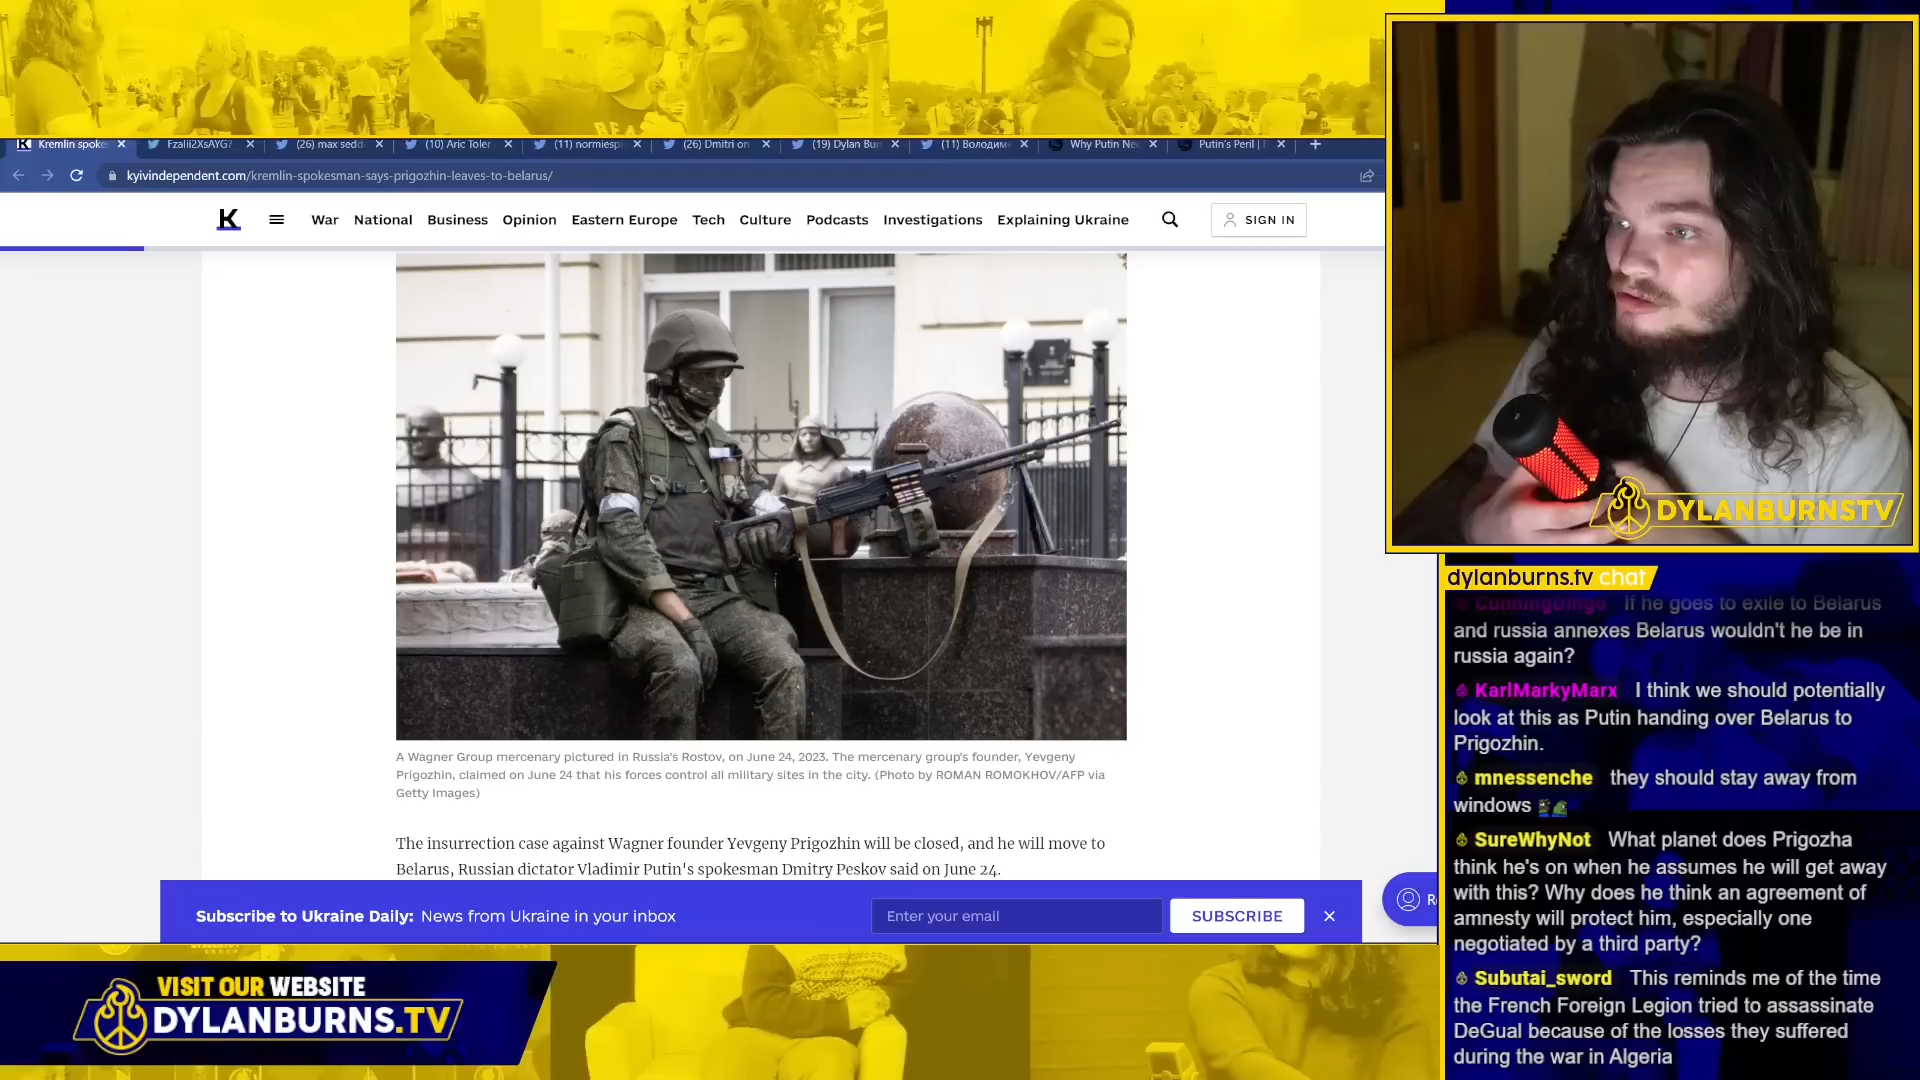 Kremlin spoke
FzaIii2XsAYG7
(26) max sedd
(10) Aric Toler
(11) normiespl
(26) Dmitri on
(19) Dylan Bur
(11) Володим
Why Putin Ne
Putin's Peril | F
kyivindependent.com/kremlin-spokesman-says-prigozhin-leaves-to-belarus/
K
War National Business Opinion Eastern Europe Tech Culture Podcasts Investigations Explaining Ukraine
SIGN IN
A Wagner Group mercenary pictured in Russia's Rostov, on June 24, 2023. The mercenary group's founder, Yevgeny
Prigozhin, claimed on June 24 that his forces control all military sites in the city. (Photo by ROMAN ROMOKHOV/AFP via
Getty Images)
The insurrection case against Wagner founder Yevgeny Prigozhin will be closed, and he will move to
Belarus, Russian dictator Vladimir Putin's spokesman Dmitry Peskov said on June 24.
Subscribe to Ukraine Daily: News from Ukraine in your inbox
Enter your email
SUBSCRIBE
VISIT OUR WEBSITE
DYLANBURNS.TV
DYLANBURNSTV
dylanburns.tv chat
If he goes to exile to Belarus
and russia annexes Belarus wouldn't he be in
russia again?
KarlMarkyMarx I think we should potentially
look at this as Putin handing over Belarus to
Prigozhin.
mnessenche they should stay away from
windows
SureWhyNot What planet does Prigozha
think he's on when he assumes he will get away
with this? Why does he think an agreement of
amnesty will protect him, especially one
negotiated by a third party?
Subutai_sword This reminds me of the time
the French Foreign Legion tried to assassinate
DeGual because of the losses they suffered
during the war in Algeria